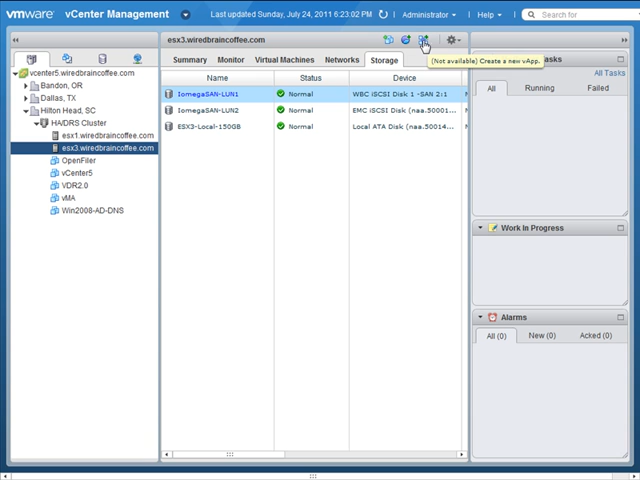 vmware vCenter Management
Last updated Sunday, July 24, 2011 6:23:02 PM
Administrator
Help
Search for
vcenter5.wiredbraincoffee.com
Bandon, OR
Dallas, TX
Hilton Head, SC
HA/DRS Cluster
esx1.wiredbraincoffee.com
esx3.wiredbraincoffee.com
OpenFiler
vCenter5
VDR2.0
vMA
Win2008-AD-DNS
esx3.wiredbraincoffee.com
(Not available) Create a new vApp.
Summary Monitor Virtual Machines Networks Storage
Name Status Device
IomegaSAN-LUN1 Normal WBC iSCSI Disk 1 -SAN 2:1
IomegaSAN-LUN2 Normal EMC iSCSI Disk (naa.50001...
ESX3-Local-150GB Normal Local ATA Disk (naa.50014...
All Tasks
All Running Failed
Work In Progress
Alarms
All (0) New (0) Acked (0)